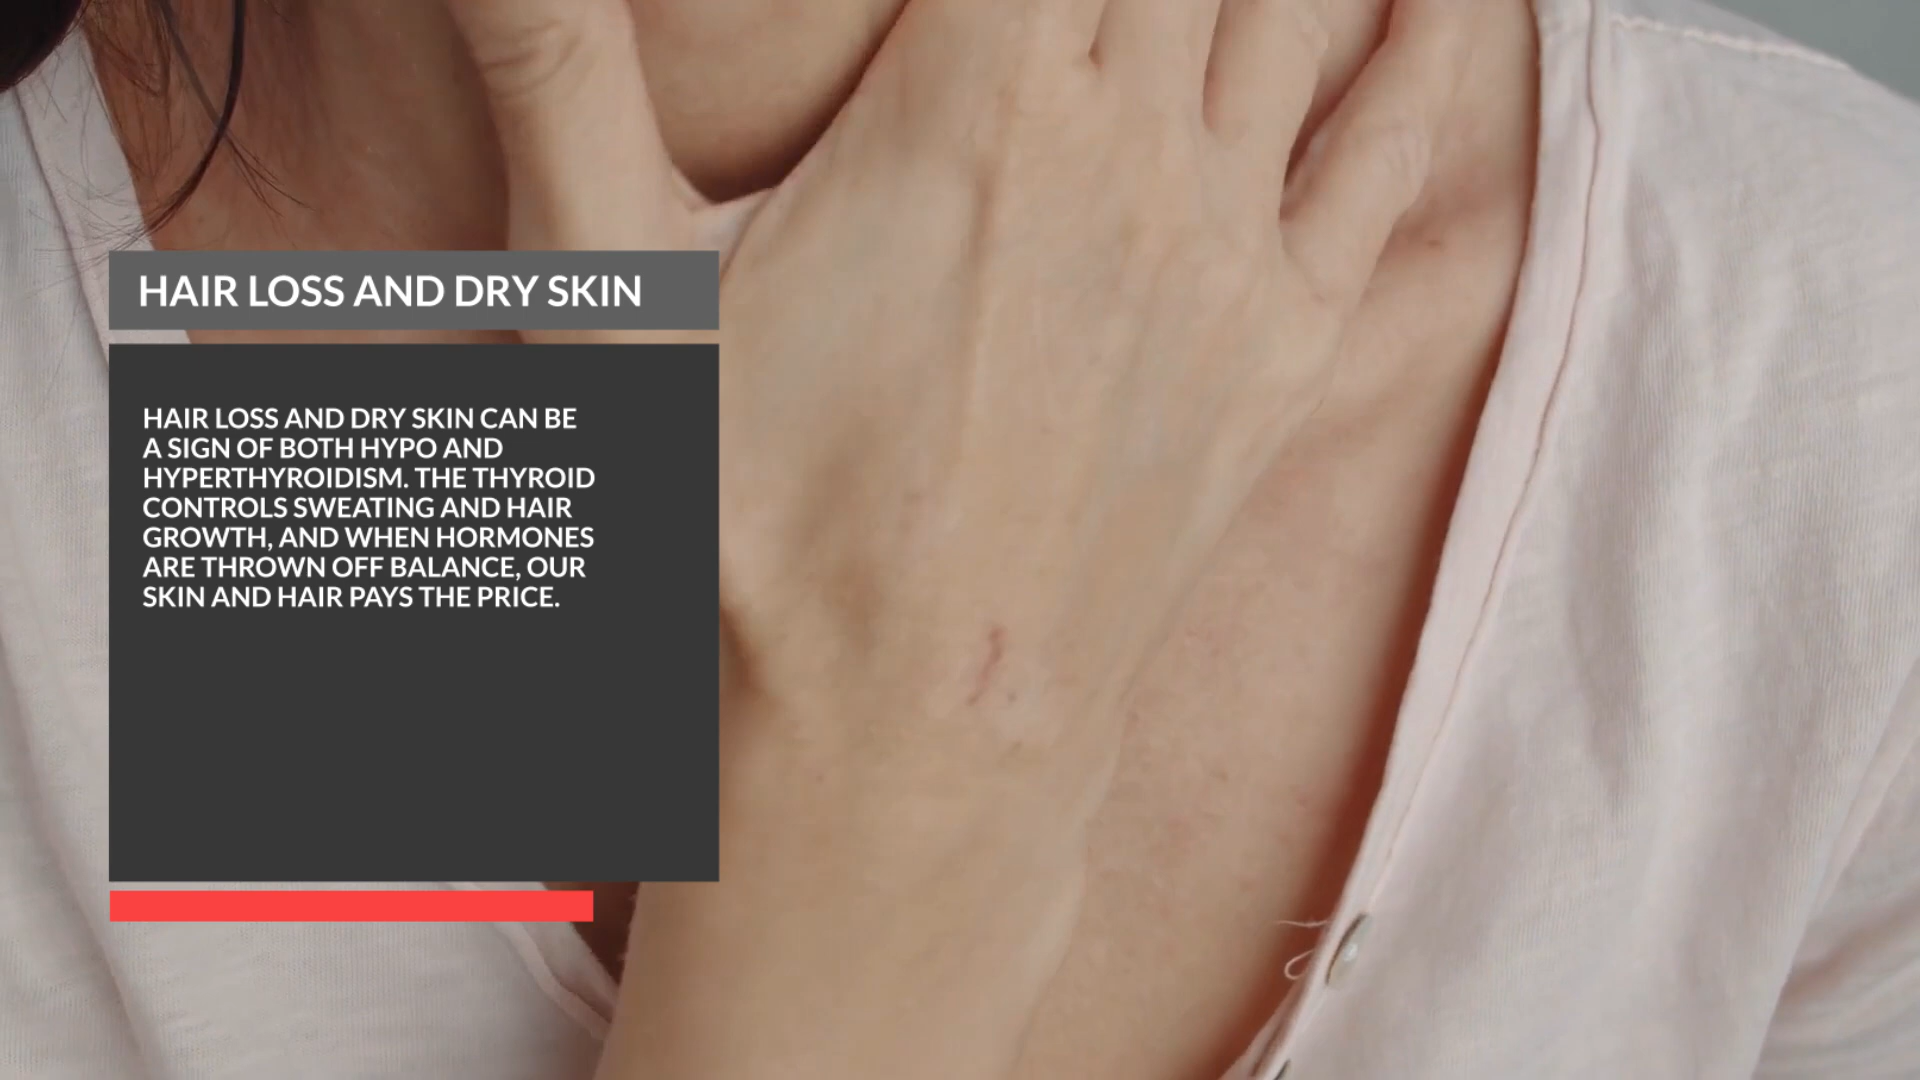 HAIR LOSS AND DRY SKIN
HAIR LOSS AND DRY SKIN CAN BE
A SIGN OF BOTH HYPO AND
HYPERTHYROIDISM. THE THYROID
CONTROLS SWEATING AND HAIR
GROWTH, AND WHEN HORMONES
ARE THROWN OFF BALANCE, OUR
SKIN AND HAIR PAYS THE PRICE.